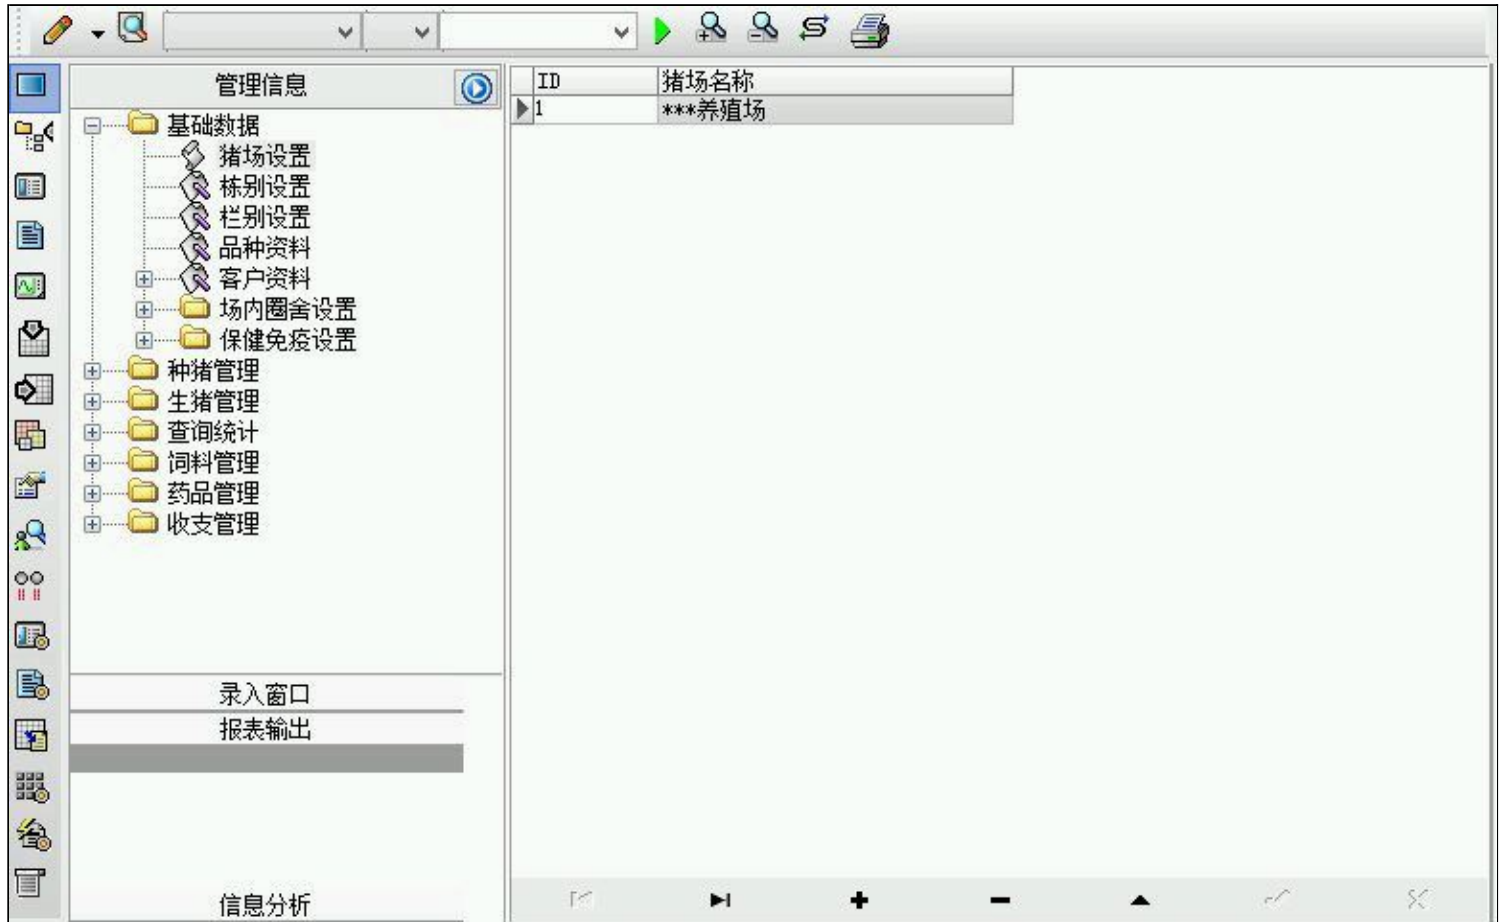 管理信息
基础数据
猪场设置
栋别设置
栏别设置
品种资料
客户资料
场内圈舍设置
保健免疫设置
种猪管理
生猪管理
查询统计
饲料管理
药品管理
收支管理
录入窗口
报表输出
信息分析
ID 猪场名称
1 ***养殖场